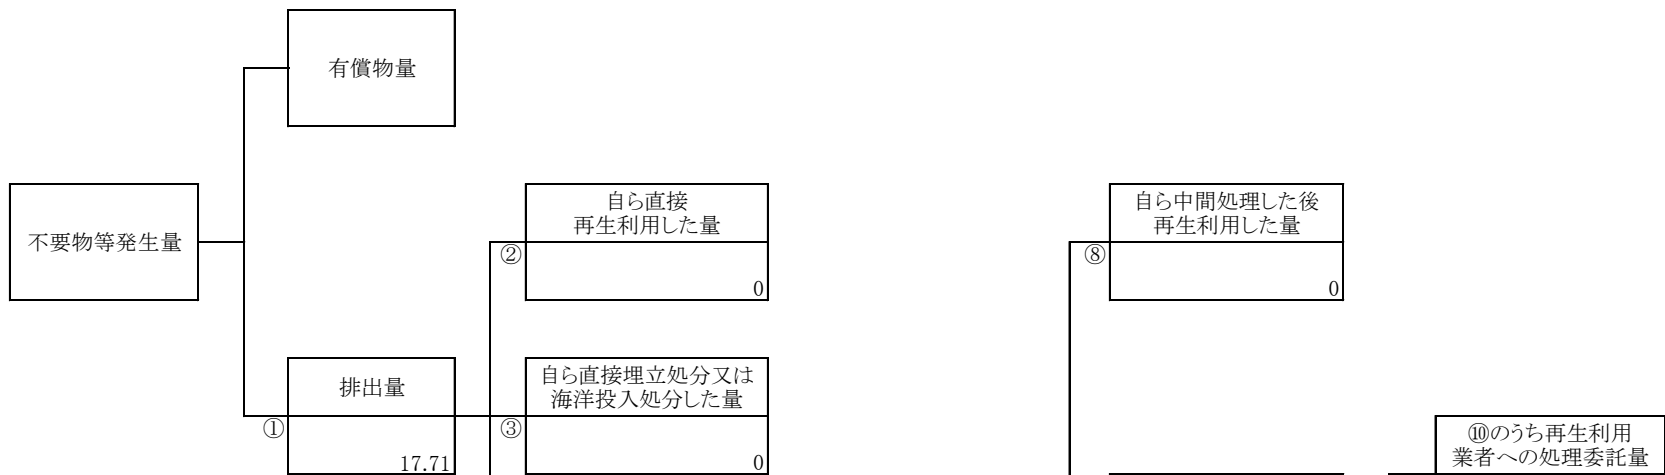 有償物量
不要物等発生量
自ら直接
再生利用した量
②
0
自ら中間処理した後
再生利用した量
⑧
0
排出量
①
17.71
自ら直接埋立処分又は
海洋投入処分した量
③
0
⑩のうち再生利用
業者への処理委託量